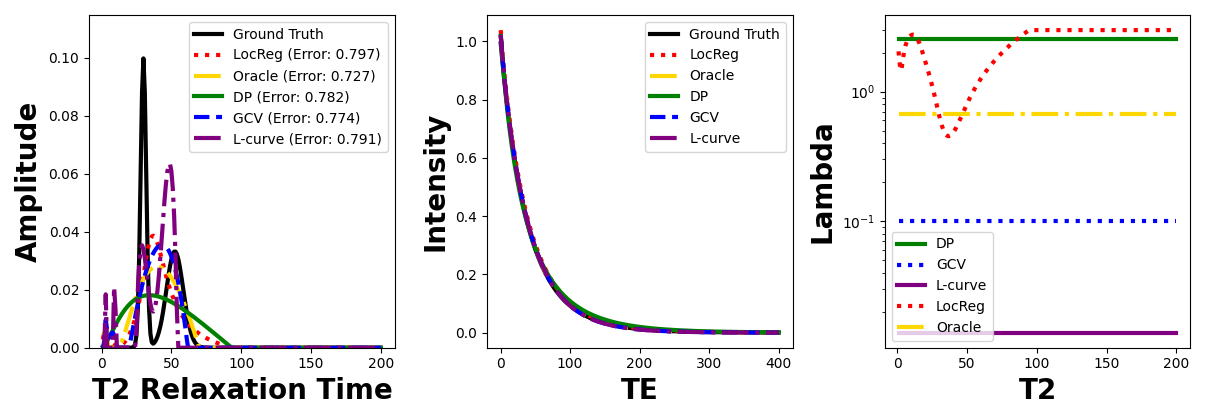 Amplitude
0.10
0.08
0.06
0.04
0.02
0.00
Ground Truth
LocReg (Error: 0.797)
Oracle (Error: 0.727)
DP (Error: 0.782)
GCV (Error: 0.774)
L-curve (Error: 0.791)
0 50 100 150 200
T2 Relaxation Time
Intensity
1.0
0.8
0.6
0.4
0.2
0.0
Ground Truth
LocReg
Oracle
DP
GCV
L-curve
0 100 200 300 400
TE
Lambda
10⁰
10⁻¹
DP
GCV
L-curve
LocReg
Oracle
0 50 100 150 200
T2